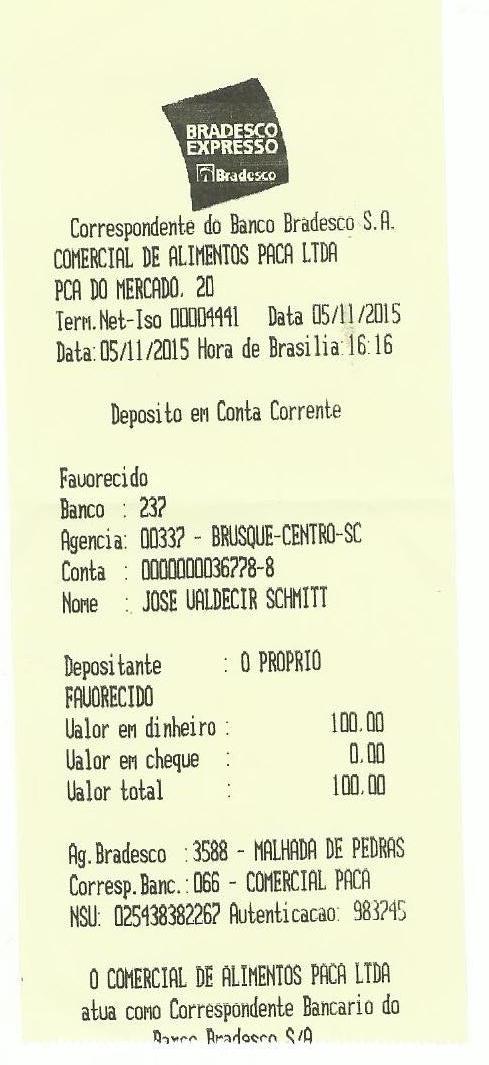 BRADESCO
EXPRESSO
Bradesco
Correspondente do Banco Bradesco S.A.
COMERCIAL DE ALIMENTOS PACA LTDA
PCA DO MERCADO, 20
Term.Net-Iso 00004441 Data 05/11/2015
Data:05/11/2015 Hora de Brasilia:16:16
Deposito em Conta Corrente
Favorecido
Banco : 237
Agencia: 00337 - BRUSQUE-CENTRO-SC
Conta : 0000000036778-8
Nome : JOSE VALDECIR SCHMITT
Depositante : O PROPRIO
FAVORECIDO
Valor em dinheiro : 100,00
Valor em cheque : 0,00
Valor total : 100,00
Ag.Bradesco :3588 - MALHADA DE PEDRAS
Corresp.Banc.:066 - COMERCIAL PACA
NSU: 025438382267 Autenticacao: 983745
O COMERCIAL DE ALIMENTOS PACA LTDA
atua como Correspondente Bancario do
Banco Bradesco S/A